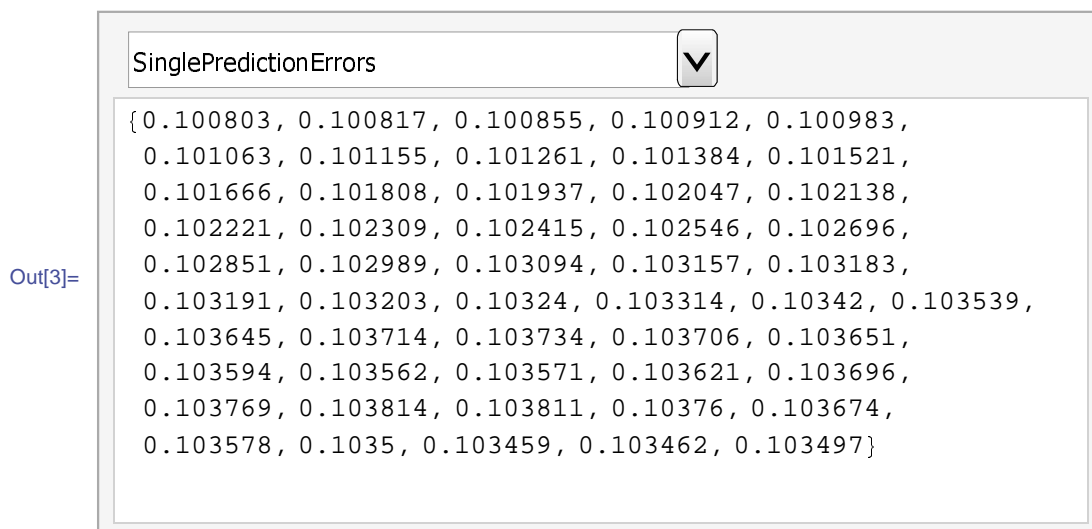 SinglePredictionErrors
{0.100803, 0.100817, 0.100855, 0.100912, 0.100983,
0.101063, 0.101155, 0.101261, 0.101384, 0.101521,
0.101666, 0.101808, 0.101937, 0.102047, 0.102138,
0.102221, 0.102309, 0.102415, 0.102546, 0.102696,
0.102851, 0.102989, 0.103094, 0.103157, 0.103183,
Out[3]=
0.103191, 0.103203, 0.10324, 0.103314, 0.10342, 0.103539,
0.103645, 0.103714, 0.103734, 0.103706, 0.103651,
0.103594, 0.103562, 0.103571, 0.103621, 0.103696,
0.103769, 0.103814, 0.103811, 0.10376, 0.103674,
0.103578, 0.1035, 0.103459, 0.103462, 0.103497}